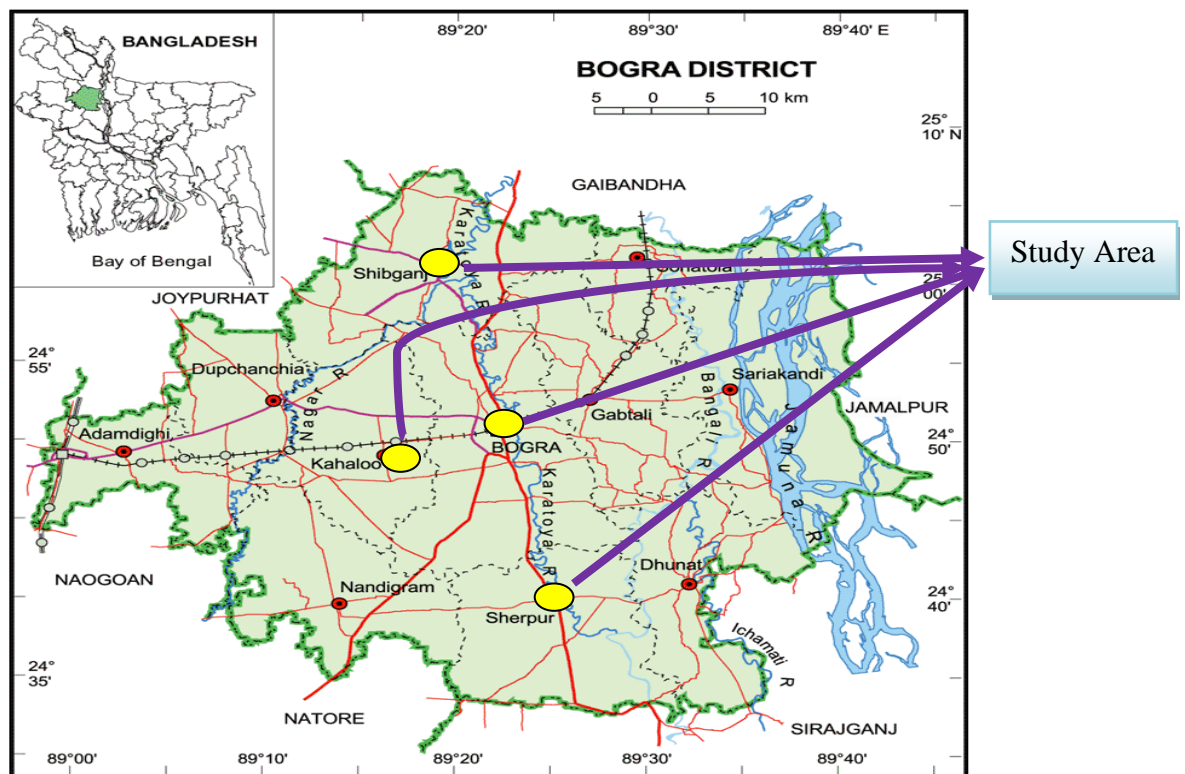 89°20'
89°30'
89°40' E
BANGLADESH
BOGRA DISTRICT
5 0 5 10 km
25°
10' N
GAIBANDHA
Bay of Bengal
Karatoya R
Shibganj
Sonatola
Study Area
25°
00'
JOYPURHAT
24°
55'
Dupchanchia
Nagar R
Sariakandi
Bangali R
Jamuna R
JAMALPUR
Gabtali
Adamdighi
BOGRA
24°
50'
Kahaloo
Karatoya R
NAOGOAN
Dhunat
Nandigram
Sherpur
24°
40'
Ichamati R
24°
35'
NATORE
SIRAJGANJ
89°00'
89°10'
89°20'
89°30'
89°40'